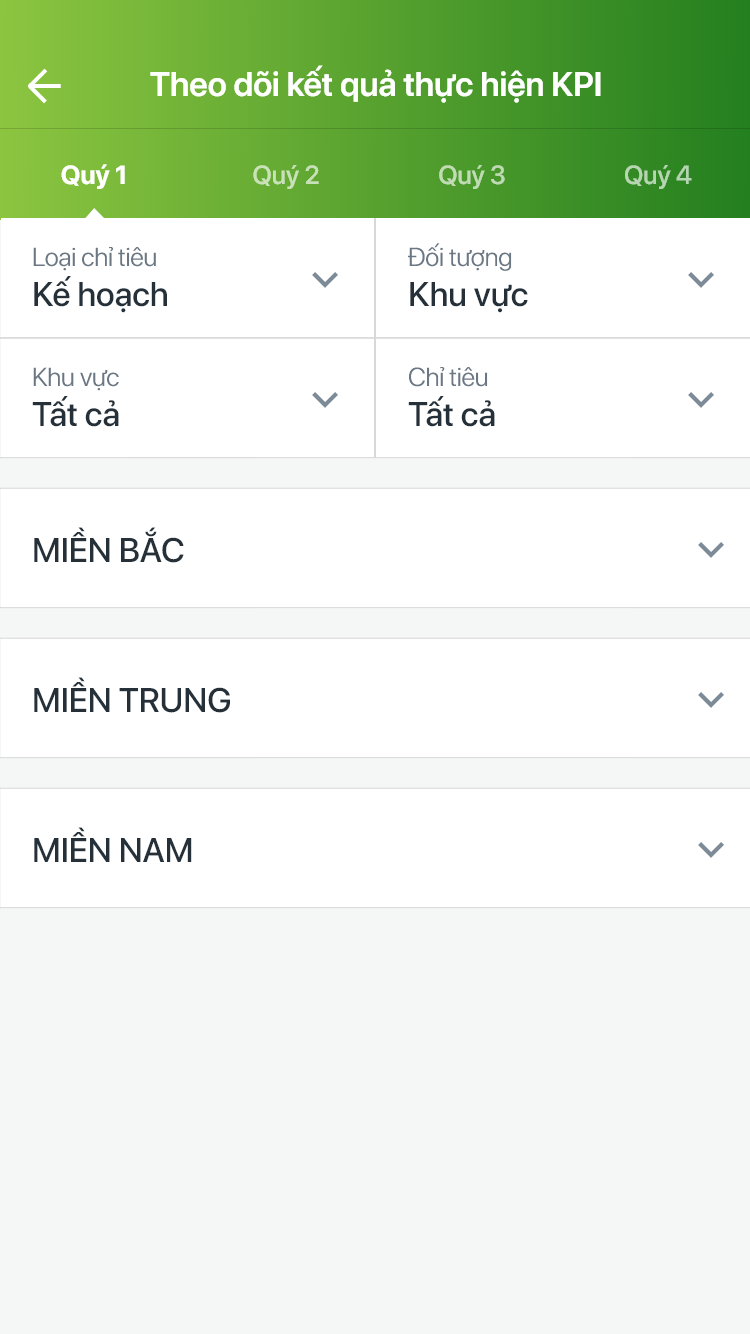 Theo dõi kết quả thực hiện KPI
Quý 1 Quý 2 Quý 3 Quý 4
Loại chỉ tiêu
Kế hoạch
Đối tượng
Khu vực
Khu vực
Tất cả
Chỉ tiêu
Tất cả
MIỀN BẮC
MIỀN TRUNG
MIỀN NAM